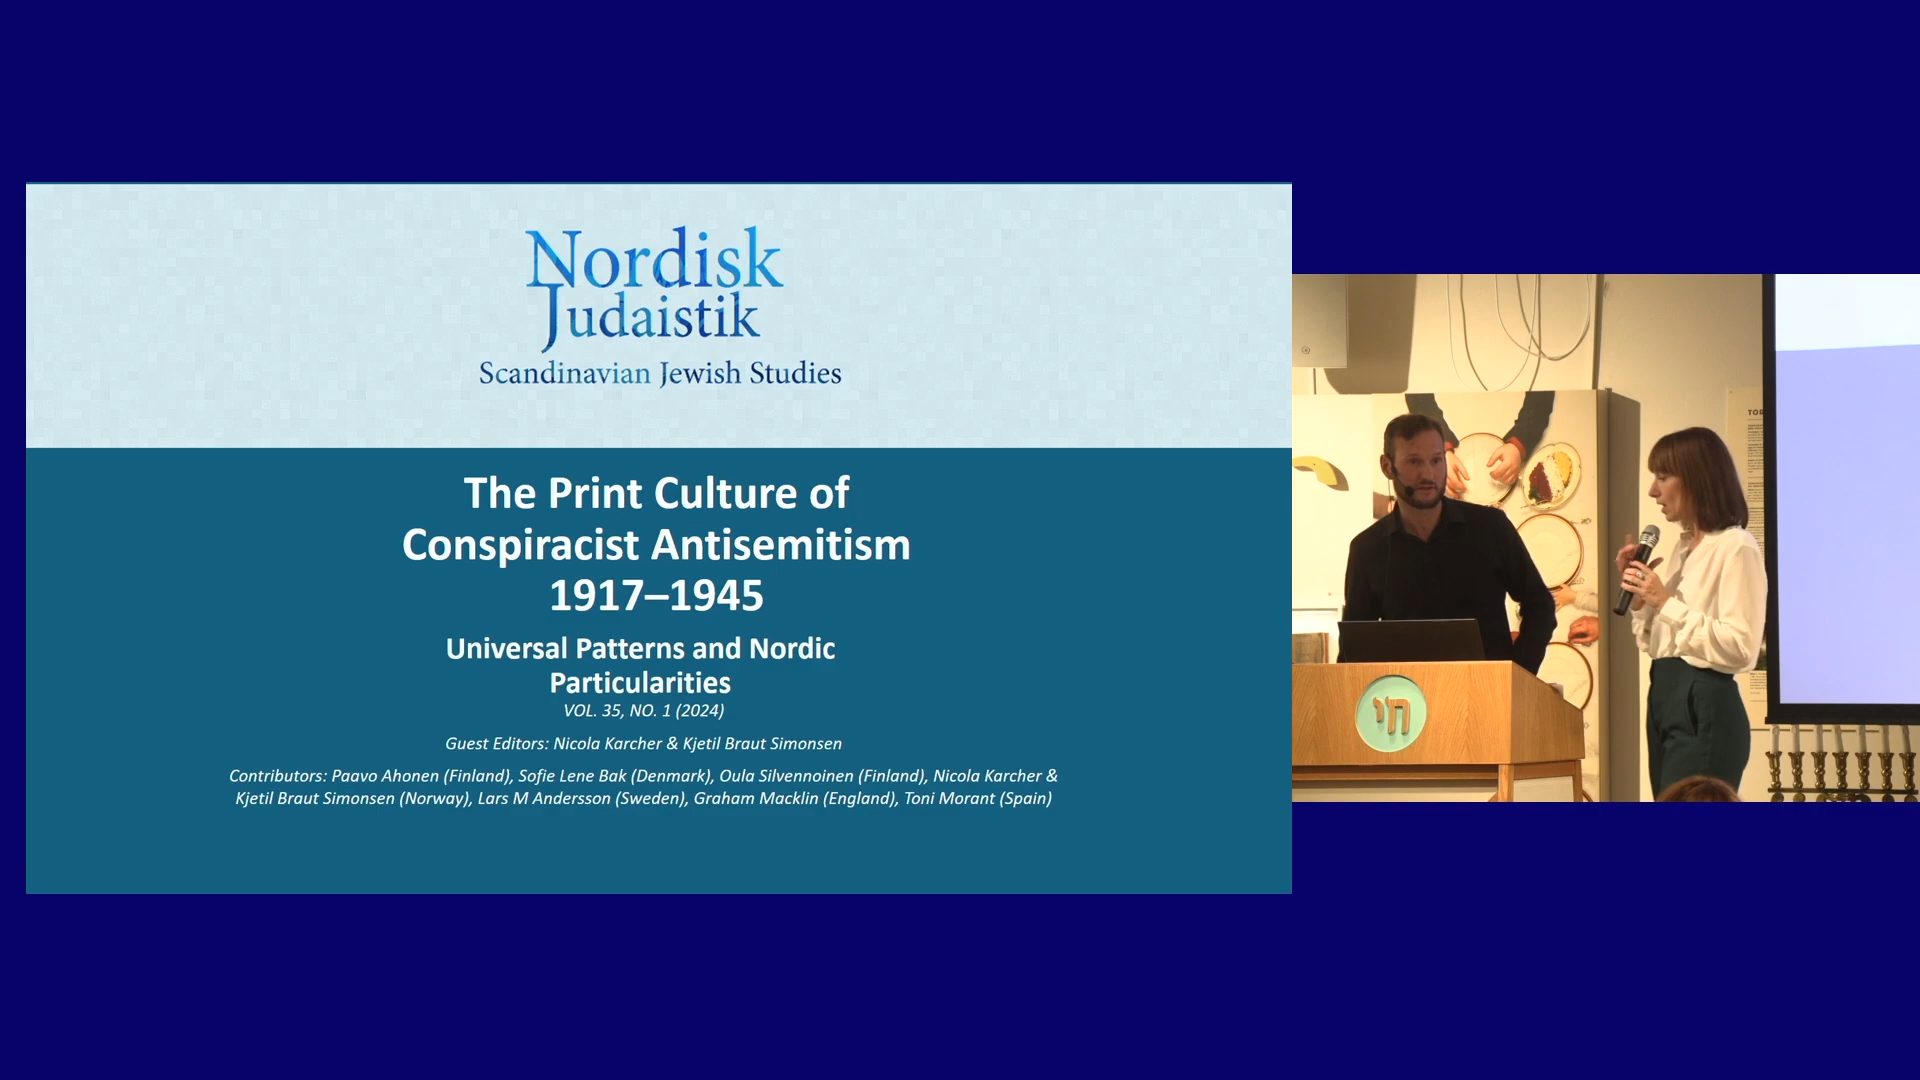 Nordisk
Judaistik
Scandinavian Jewish Studies
The Print Culture of
Conspiracist Antisemitism
1917–1945
Universal Patterns and Nordic
Particularities
VOL. 35, NO. 1 (2024)
Guest Editors: Nicola Karcher & Kjetil Braut Simonsen
Contributors: Paavo Ahonen (Finland), Sofie Lene Bak (Denmark), Oula Silvennoinen (Finland), Nicola Karcher &
Kjetil Braut Simonsen (Norway), Lars M Andersson (Sweden), Graham Macklin (England), Toni Morant (Spain)
חי